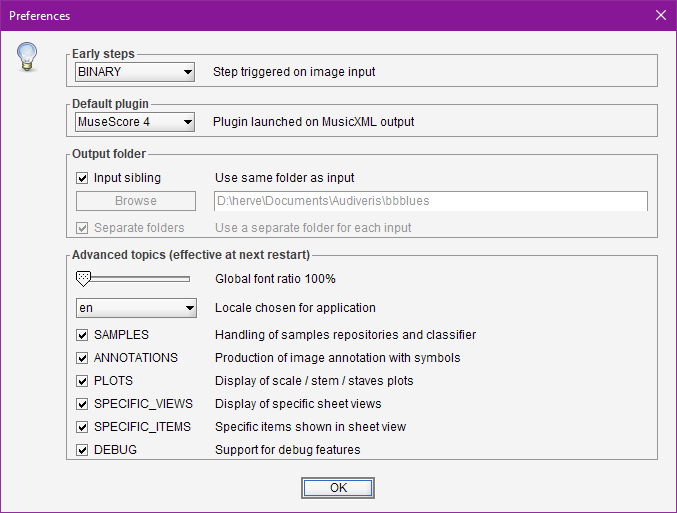 Preferences
Early steps
BINARY Step triggered on image input
Default plugin
MuseScore 4 Plugin launched on MusicXML output
Output folder
Input sibling Use same folder as input
Browse D:\herve\Documents\Audiveris\bbblues
Separate folders Use a separate folder for each input
Advanced topics (effective at next restart)
Global font ratio 100%
en Locale chosen for application
SAMPLES Handling of samples repositories and classifier
ANNOTATIONS Production of image annotation with symbols
PLOTS Display of scale / stem / staves plots
SPECIFIC_VIEWS Display of specific sheet views
SPECIFIC_ITEMS Specific items shown in sheet view
DEBUG Support for debug features
OK